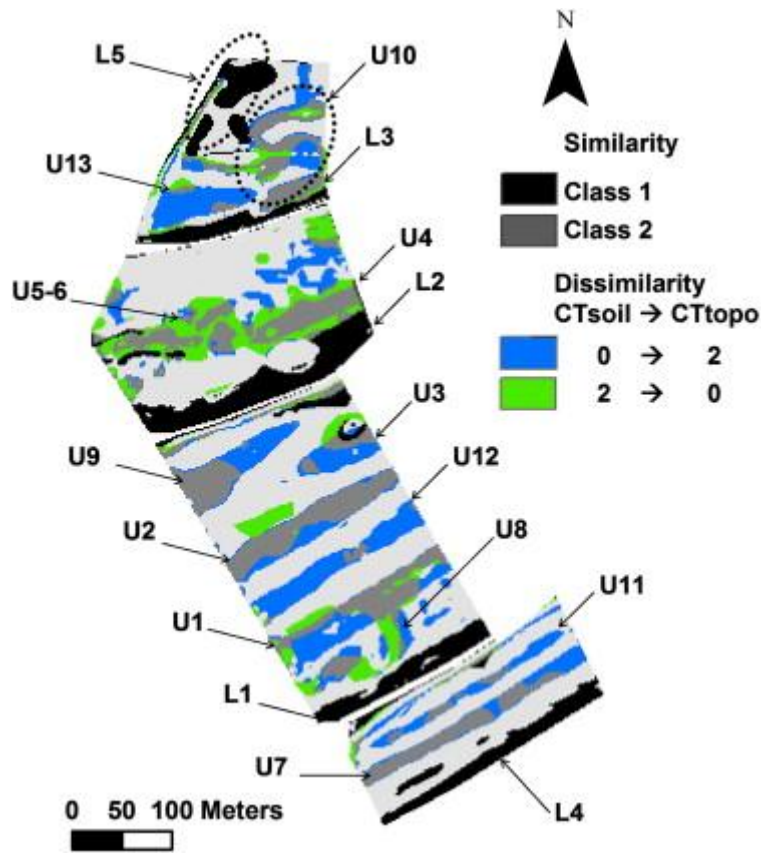 N
L5
U10
Similarity
L3
Class 1
U13
Class 2
U4
Dissimilarity
U5-6
L2
CTsoil → CTtopo
0 → 2
2 → 0
U3
U9
U12
U2
U8
U11
U1
L1
U7
0 50 100 Meters
L4